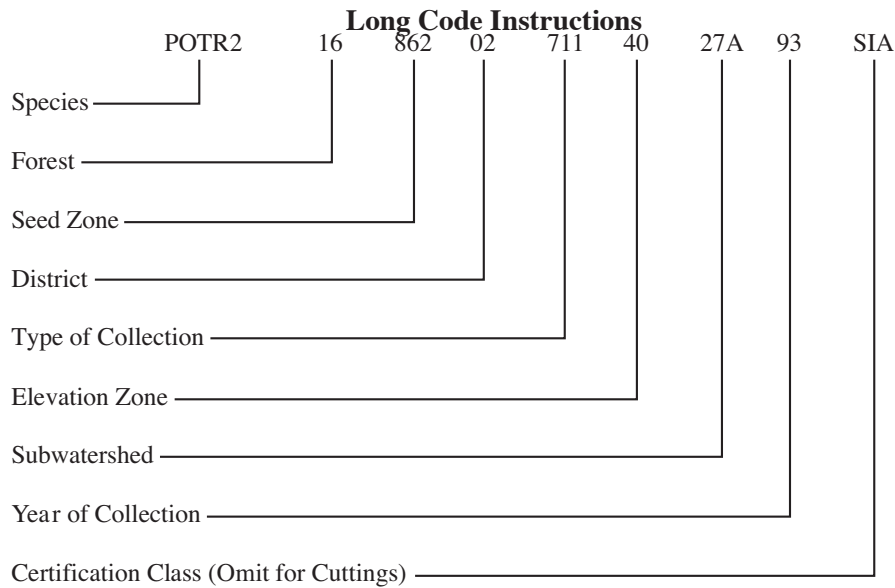 Long Code Instructions
POTR2 16 862 02 711 40 27A 93 SIA
Species
Forest
Seed Zone
District
Type of Collection
Elevation Zone
Subwatershed
Year of Collection
Certification Class (Omit for Cuttings)